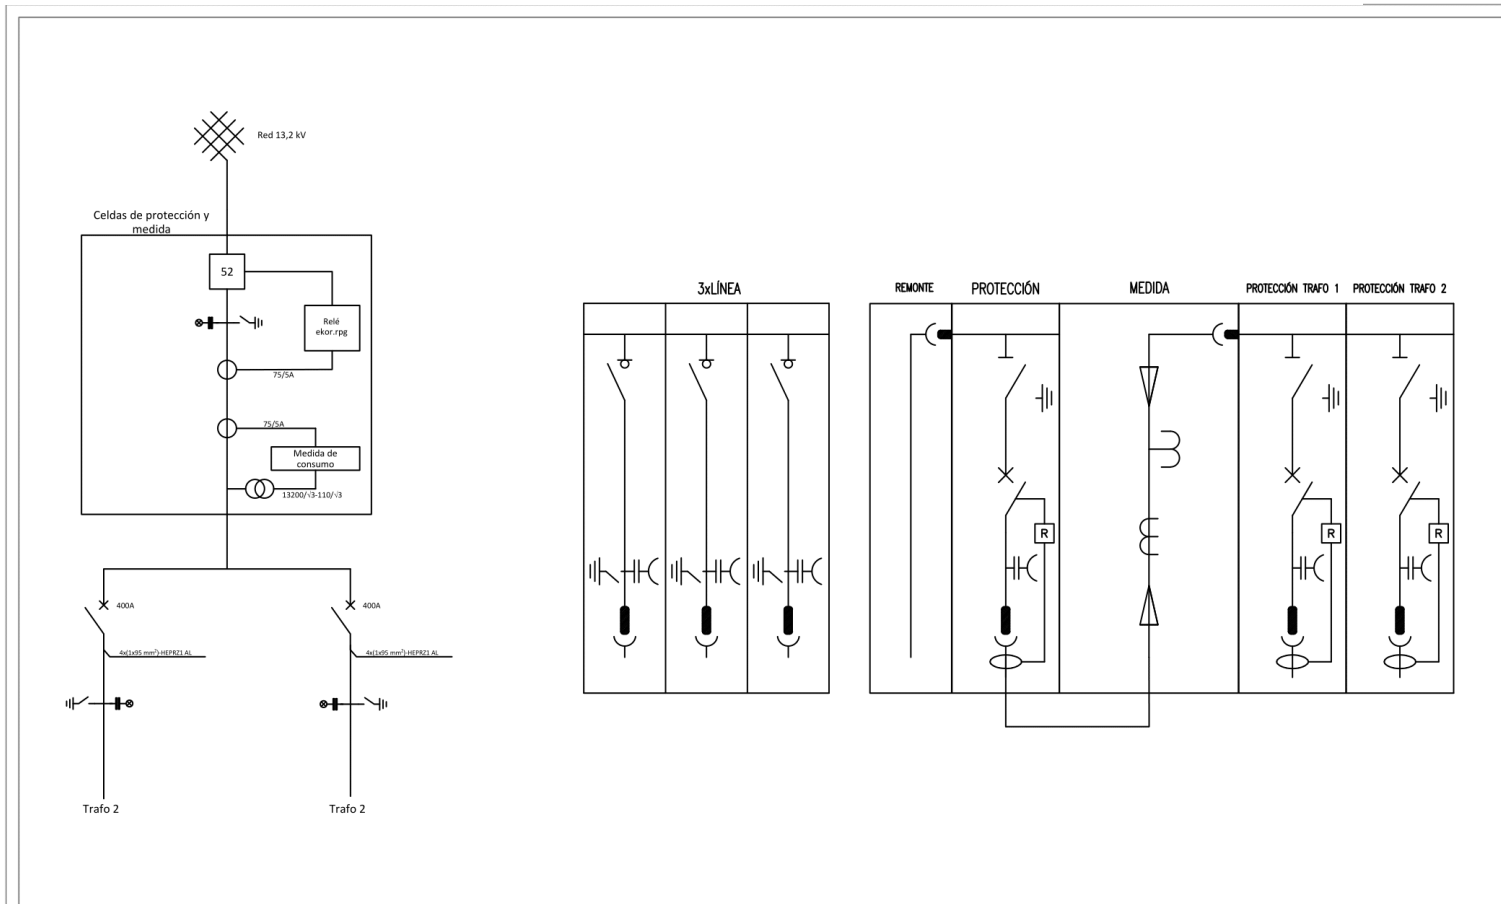 Red 13,2 kV
Celdas de protección y
medida
52
Relé
ekor.rpg
75/5A
75/5A
Medida de
consumo
13200/√3-110/√3
400A
400A
4x(1x95 mm²)-HEPRZ1 AL
4x(1x95 mm²)-HEPRZ1 AL
Trafo 2
Trafo 2
3xLÍNEA
REMONTE
PROTECCIÓN
MEDIDA
PROTECCIÓN TRAFO 1
PROTECCIÓN TRAFO 2
R
R
R